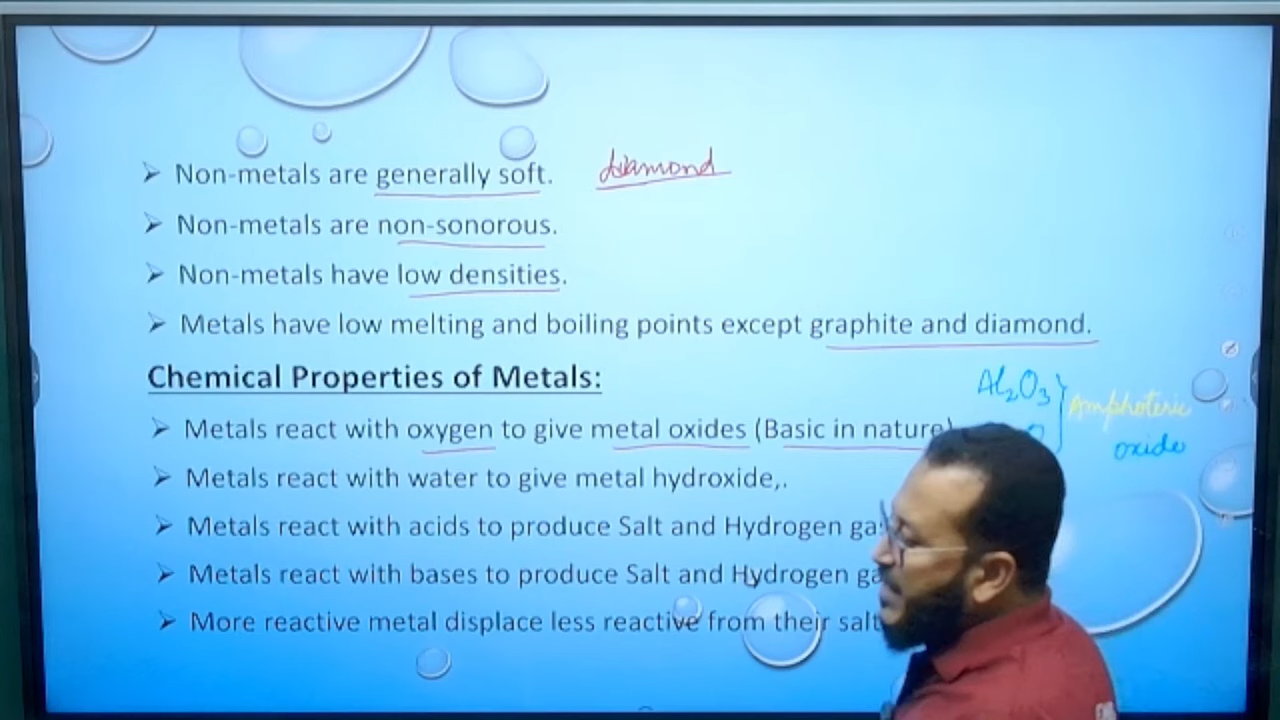 ➢ Non-metals are generally soft. diamond
➢ Non-metals are non-sonorous.
➢ Non-metals have low densities.
➢ Metals have low melting and boiling points except graphite and diamond.
Chemical Properties of Metals:
Al₂O₃
Amphoteric
➢ Metals react with oxygen to give metal oxides (Basic in nature)
oxide
➢ Metals react with water to give metal hydroxide,.
➢ Metals react with acids to produce Salt and Hydrogen
➢ Metals react with bases to produce Salt and Hydrogen
➢ More reactive metal displace less reactive from their salt